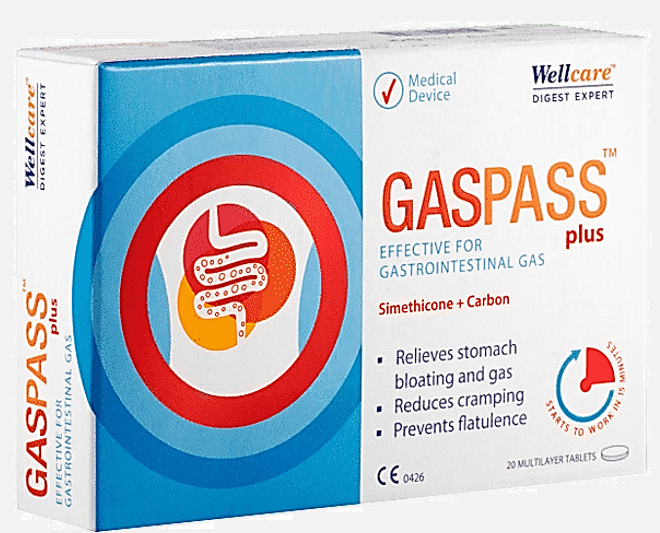 Medical
Device
Wellcare™
DIGEST EXPERT
GASPASS™
plus
EFFECTIVE FOR
GASTROINTESTINAL GAS
Simethicone + Carbon
▪ Relieves stomach
bloating and gas
▪ Reduces cramping
▪ Prevents flatulence
STARTS TO WORK IN 15 MINUTES
CE 0426
20 MULTILAYER TABLETS
Wellcare™
DIGEST EXPERT
GASPASS™
plus
EFFECTIVE FOR
GASTROINTESTINAL GAS